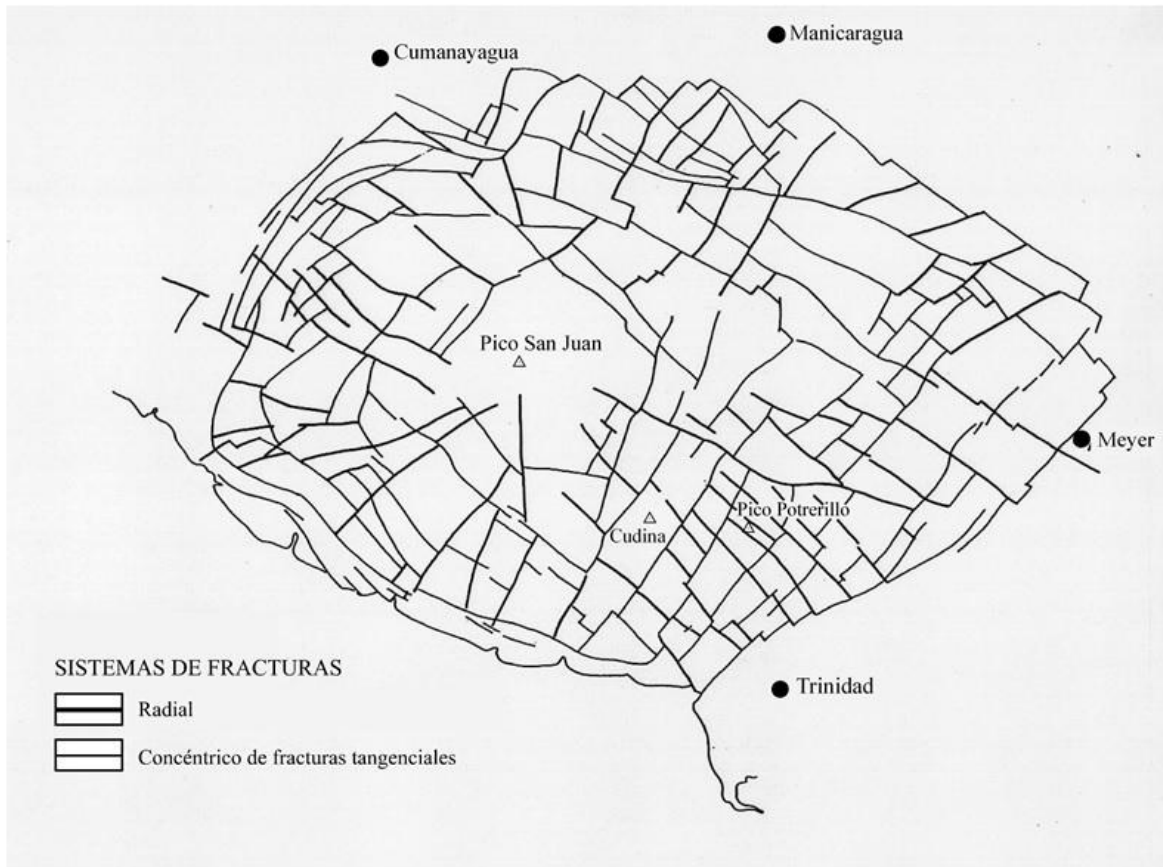 Manicaragua
Cumanayagua
Pico San Juan
Meyer
Pico Potrerillo
Cudina
SISTEMAS DE FRACTURAS
Trinidad
Radial
Concéntrico de fracturas tangenciales